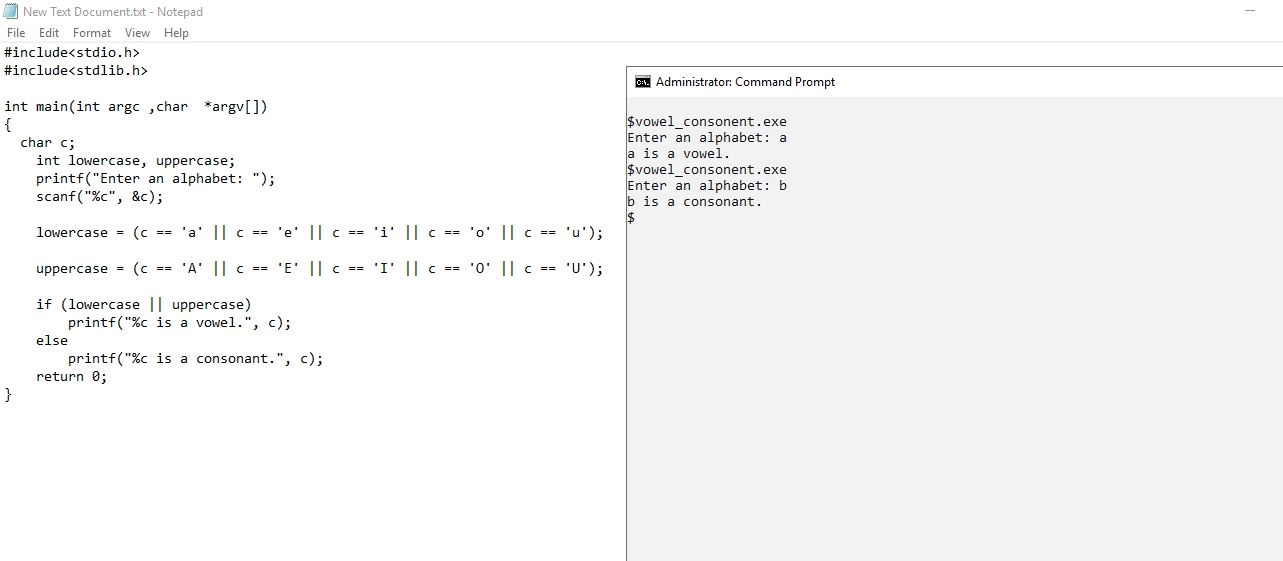 New Text Document.txt - Notepad
File Edit Format View Help
#include<stdio.h>
#include<stdlib.h>
int main(int argc ,char  *argv[])
{
  char c;
    int lowercase, uppercase;
    printf("Enter an alphabet: ");
    scanf("%c", &c);
    lowercase = (c == 'a' || c == 'e' || c == 'i' || c == 'o' || c == 'u');
    uppercase = (c == 'A' || c == 'E' || c == 'I' || c == 'O' || c == 'U');
    if (lowercase || uppercase)
        printf("%c is a vowel.", c);
    else
        printf("%c is a consonant.", c);
    return 0;
}
Administrator: Command Prompt
$vowel_consonent.exe
Enter an alphabet: a
a is a vowel.
$vowel_consonent.exe
Enter an alphabet: b
b is a consonant.
$